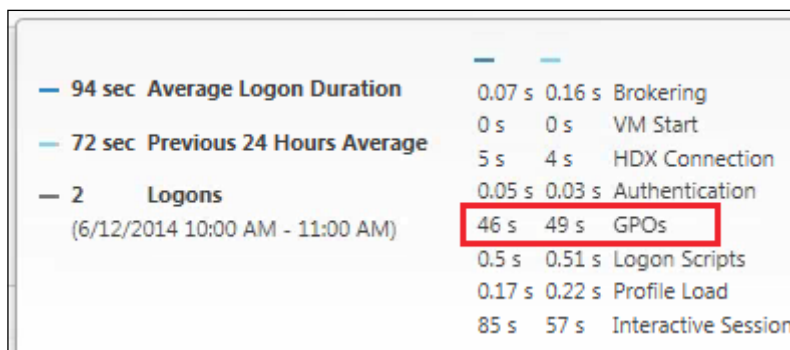 94 sec Average Logon Duration
72 sec Previous 24 Hours Average
2 Logons
(6/12/2014 10:00 AM - 11:00 AM)
0.07 s 0.16 s Brokering
0 s 0 s VM Start
5 s 4 s HDX Connection
0.05 s 0.03 s Authentication
46 s 49 s GPOs
0.5 s 0.51 s Logon Scripts
0.17 s 0.22 s Profile Load
85 s 57 s Interactive Session